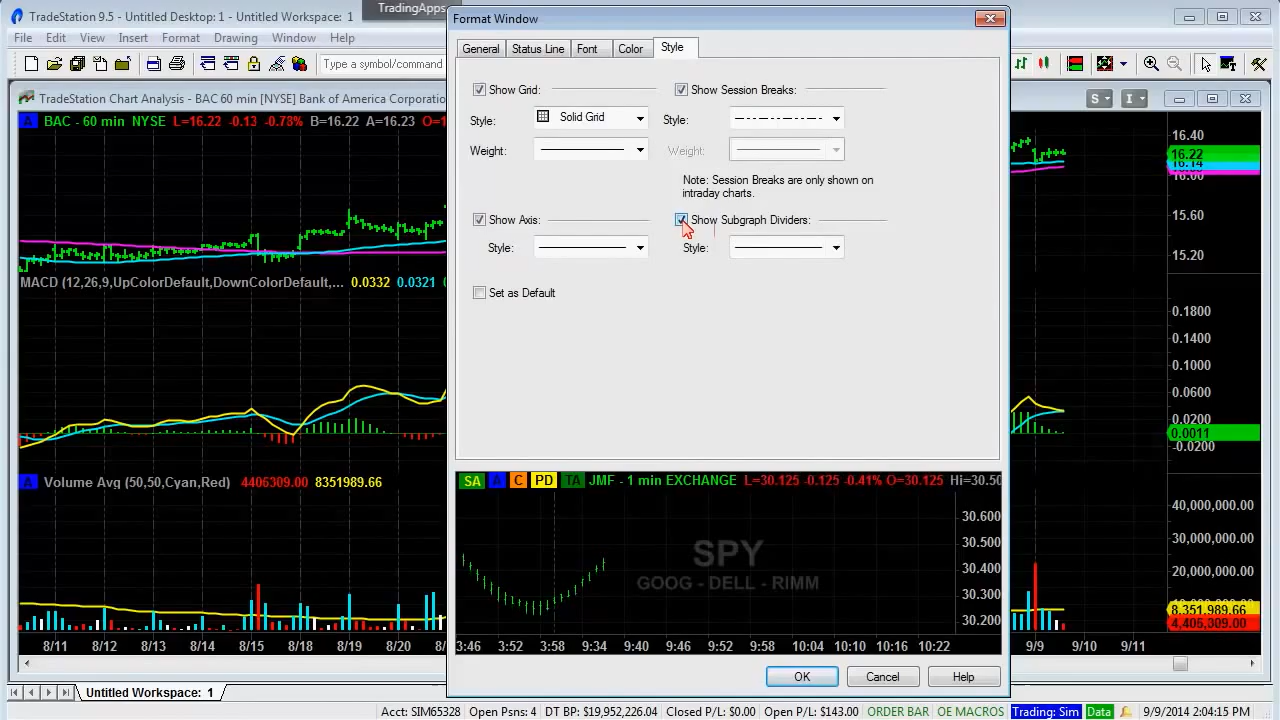 TradeStation 9.5 - Untitled Desktop: 1 - Untitled Workspace: 1
TradingApps
File Edit View Insert Format Drawing Window Help
Type a symbol/command
TradeStation Chart Analysis - BAC 60 min [NYSE] Bank of America Corporation
S I
A BAC - 60 min NYSE L=16.22 -0.13 -0.78% B=16.22 A=16.23 O=1
Format Window
General Status Line Font Color Style
Show Grid: Show Session Breaks:
Style: Solid Grid Style:
Weight: Weight:
Note: Session Breaks are only shown on
intraday charts.
Show Axis: Show Subgraph Dividers:
Style: Style:
Set as Default
16.40
16.22
16.14
16.00
15.60
15.20
MACD (12,26,9,UpColorDefault,DownColorDefault,... 0.0332 0.0321
0.1800
0.1400
0.1000
0.0600
0.0200
0.0011
-0.0200
A Volume Avg (50,50,Cyan,Red) 4406309.00 8351989.66
40,000,000.00
30,000,000.00
20,000,000.00
8,351,989.66
4,406,309.00
8/11 8/12 8/13 8/14 8/15 8/18 8/19 8/20 8/
9/9 9/10 9/11
SA A C PD TA JMF - 1 min EXCHANGE L=30.125 -0.125 -0.41% O=30.125 Hi=30.50
SPY
GOOG - DELL - RIMM
30.600
30.500
30.400
30.300
30.200
3:46 3:52 3:58 9:34 9:40 9:46 9:52 9:58 10:04 10:10 10:16 10:22
OK Cancel Help
Untitled Workspace: 1
Acct: SIM65328 Open Psns: 4 DT BP: $19,952,226.04 Closed P/L: $0.00 Open P/L: $143.00 ORDER BAR OE MACROS Trading: Sim Data 9/9/2014 2:04:15 PM